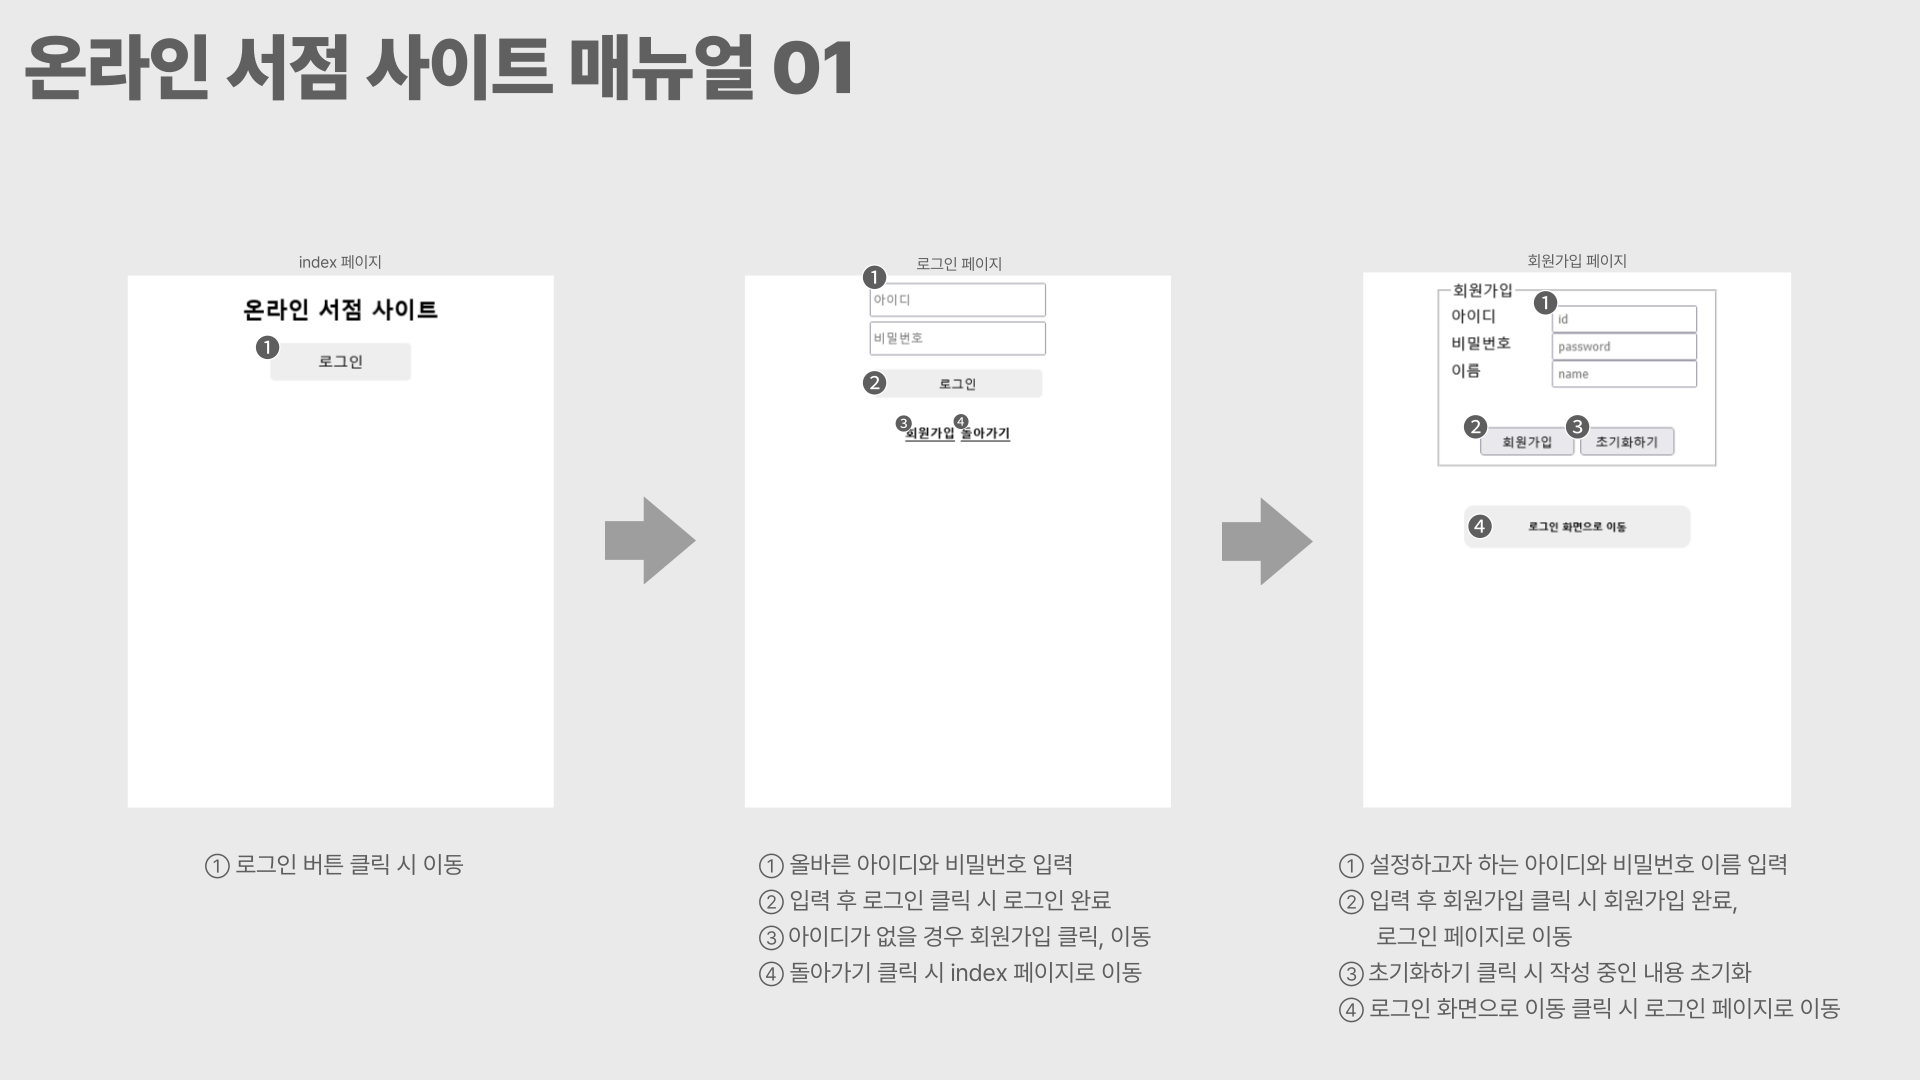 온라인 서점 사이트 매뉴얼 01
index 페이지
온라인 서점 사이트
1
로그인
① 로그인 버튼 클릭 시 이동
로그인 페이지
1
아이디
비밀번호
2 로그인
3 회원가입 4 돌아가기
① 올바른 아이디와 비밀번호 입력
② 입력 후 로그인 클릭 시 로그인 완료
③ 아이디가 없을 경우 회원가입 클릭, 이동
④ 돌아가기 클릭 시 index 페이지로 이동
회원가입 페이지
회원가입
1
아이디 id
비밀번호 password
이름 name
2 회원가입 3 초기화하기
4 로그인 화면으로 이동
① 설정하고자 하는 아이디와 비밀번호 이름 입력
② 입력 후 회원가입 클릭 시 회원가입 완료,
로그인 페이지로 이동
③ 초기화하기 클릭 시 작성 중인 내용 초기화
④ 로그인 화면으로 이동 클릭 시 로그인 페이지로 이동